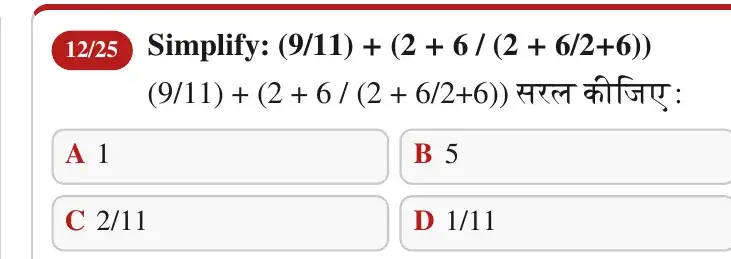 12/25 Simplify: (9/11) + (2 + 6 / (2 + 6/2+6))
(9/11) + (2 + 6 / (2 + 6/2+6)) सरल कीजिए :
A 1
B 5
C 2/11
D 1/11